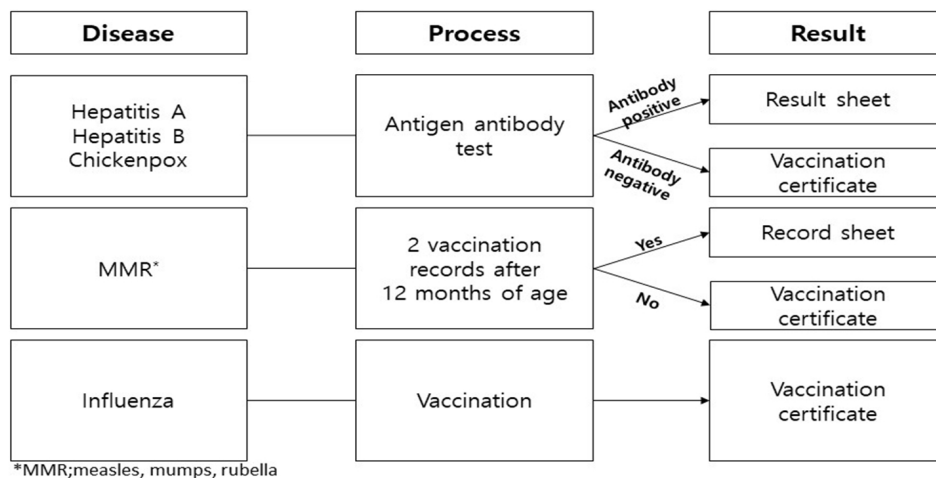 Disease
Process
Result
Hepatitis A
Hepatitis B
Chickenpox
Antigen antibody
test
Antibody
positive
Antibody
negative
Result sheet
Vaccination
certificate
MMR*
2 vaccination
records after
12 months of age
Yes
No
Record sheet
Vaccination
certificate
Influenza
Vaccination
Vaccination
certificate
*MMR;measles, mumps, rubella